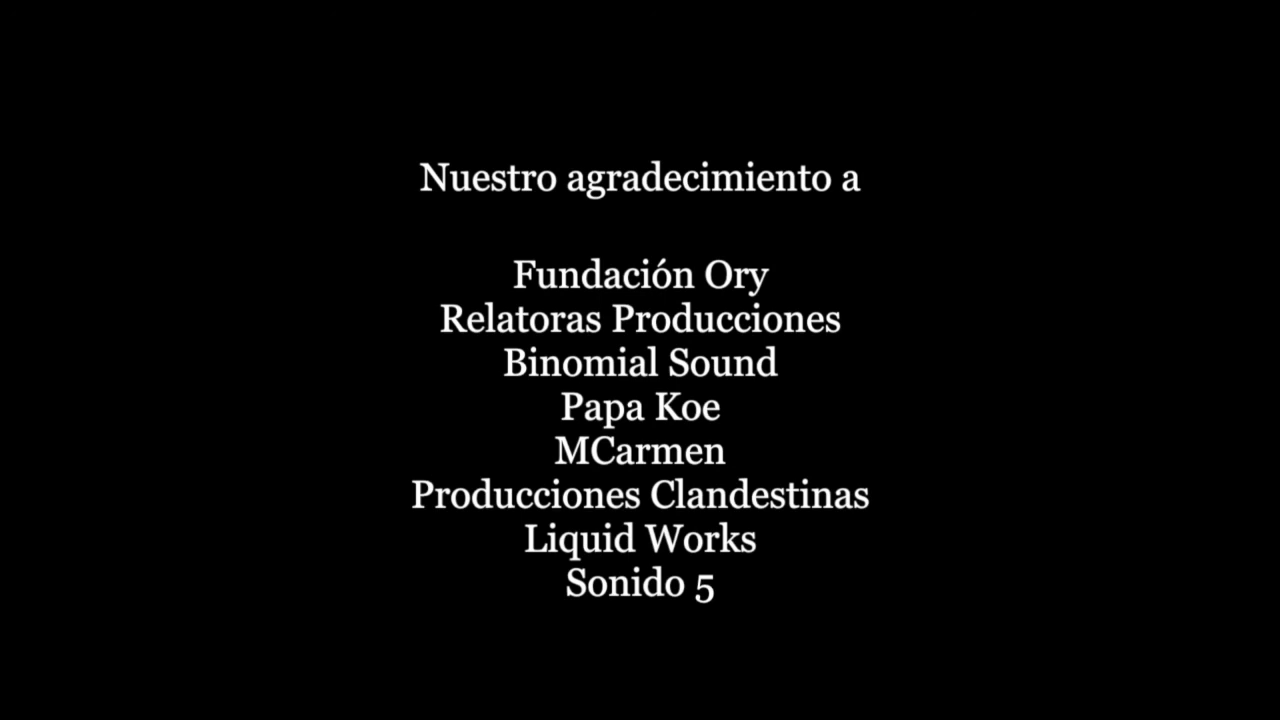 Nuestro agradecimiento a
Fundación Ory
Relatoras Producciones
Binomial Sound
Papa Koe
MCarmen
Producciones Clandestinas
Liquid Works
Sonido 5